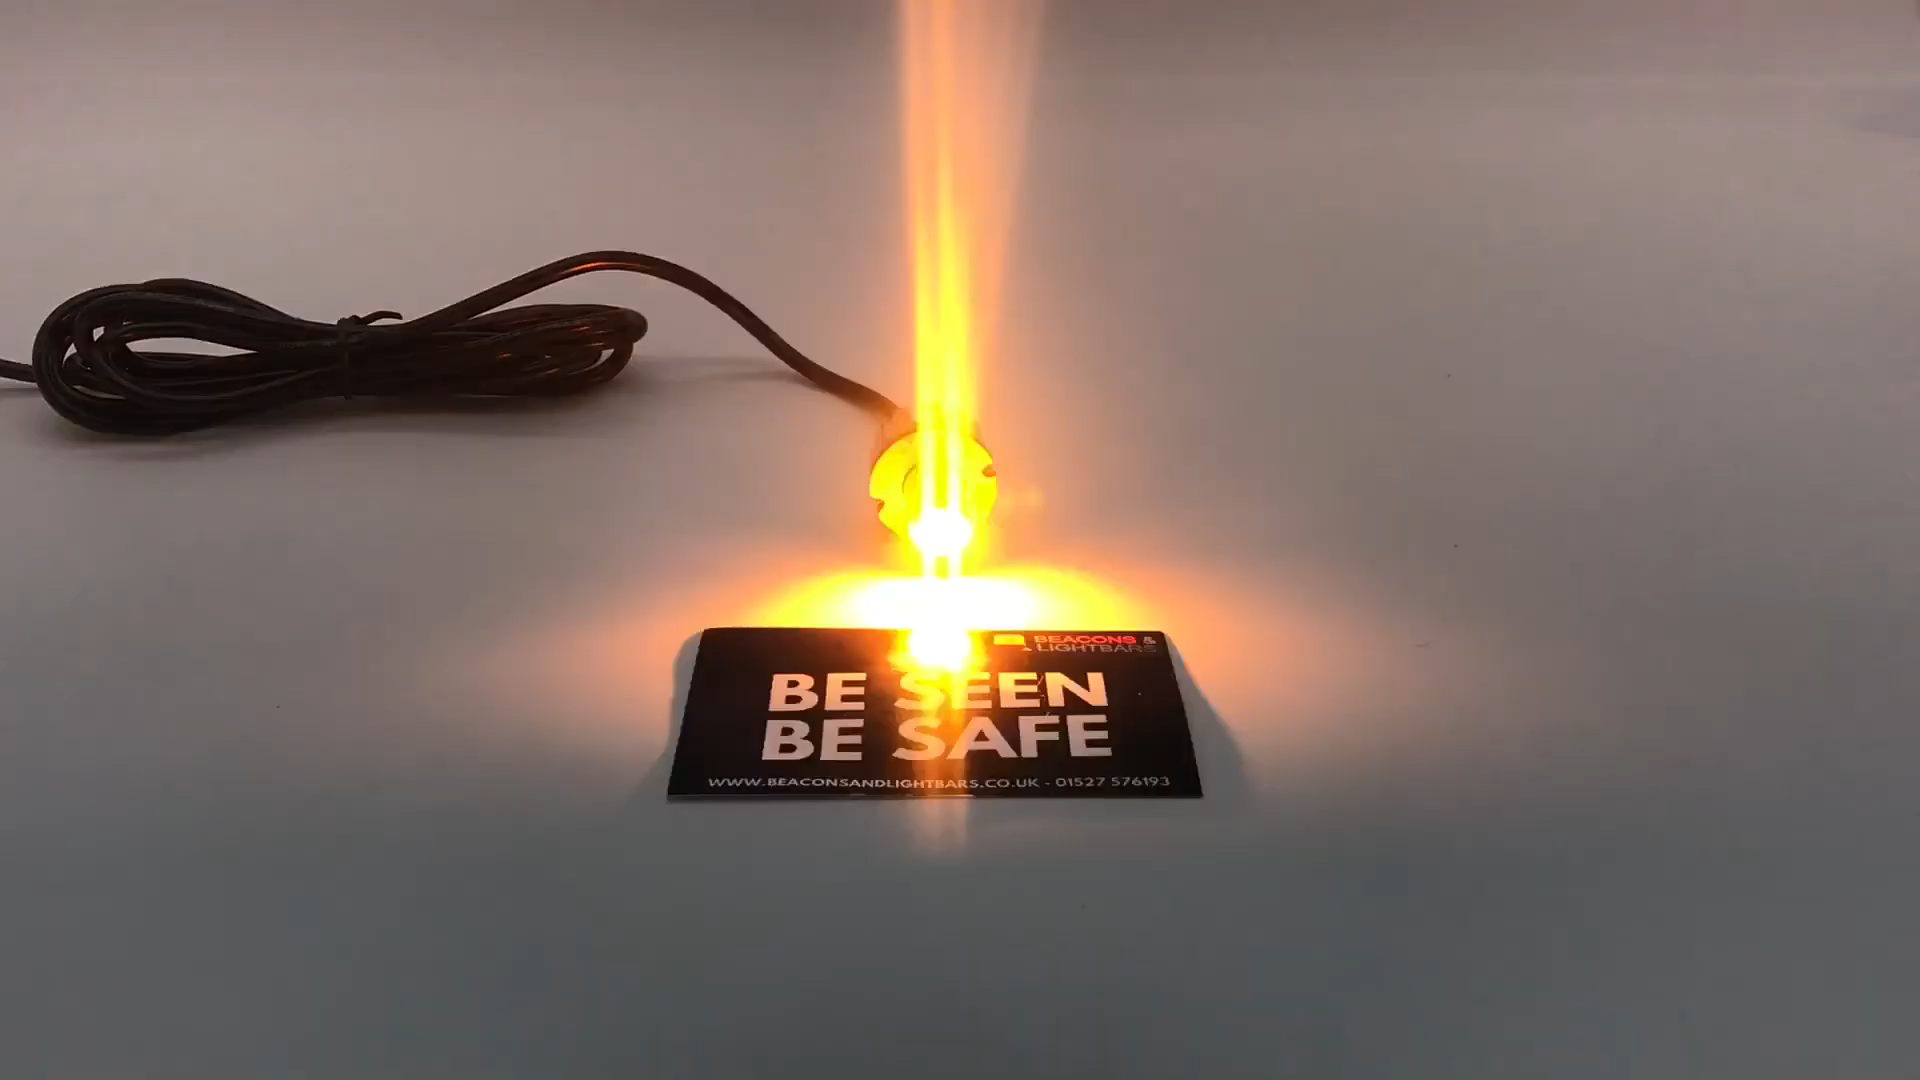 BEACONS &
LIGHTBARS
BE SEEN
BE SAFE
WWW.BEACONSANDLIGHTBARS.CO.UK - 01527 576193